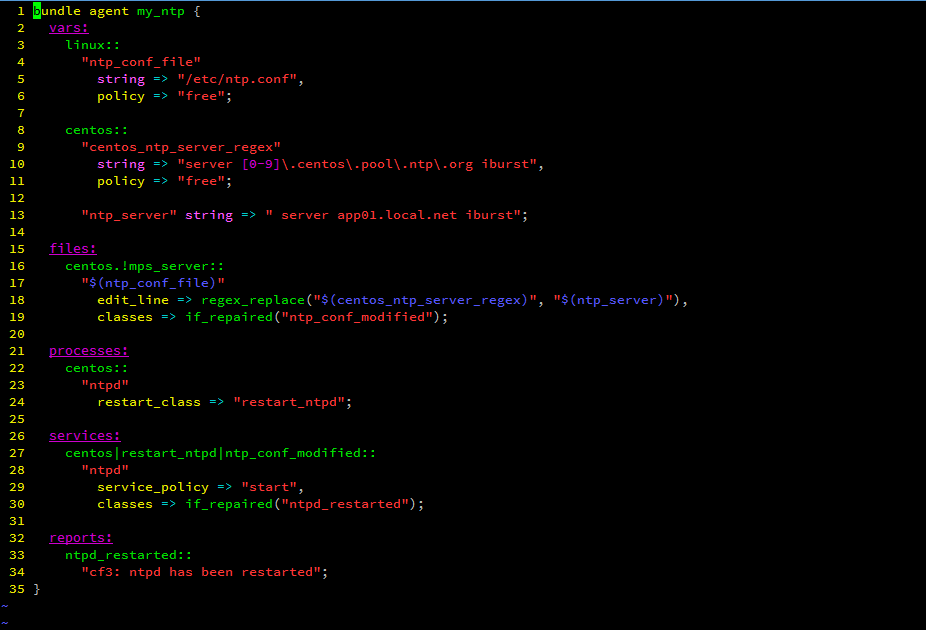 1 bundle agent my_ntp {
2   vars:
3     linux::
4       "ntp_conf_file"
5         string => "/etc/ntp.conf",
6         policy => "free";
7
8     centos::
9       "centos_ntp_server_regex"
10         string => "server [0-9]\.centos\.pool\.ntp\.org iburst",
11         policy => "free";
12
13       "ntp_server" string => " server app01.local.net iburst";
14
15   files:
16     centos.!mps_server::
17       "$(ntp_conf_file)"
18         edit_line => regex_replace("$(centos_ntp_server_regex)", "$(ntp_server)"),
19         classes => if_repaired("ntp_conf_modified");
20
21   processes:
22     centos::
23       "ntpd"
24         restart_class => "restart_ntpd";
25
26   services:
27     centos|restart_ntpd|ntp_conf_modified::
28       "ntpd"
29         service_policy => "start",
30         classes => if_repaired("ntpd_restarted");
31
32   reports:
33     ntpd_restarted::
34       "cf3: ntpd has been restarted";
35 }
~
~